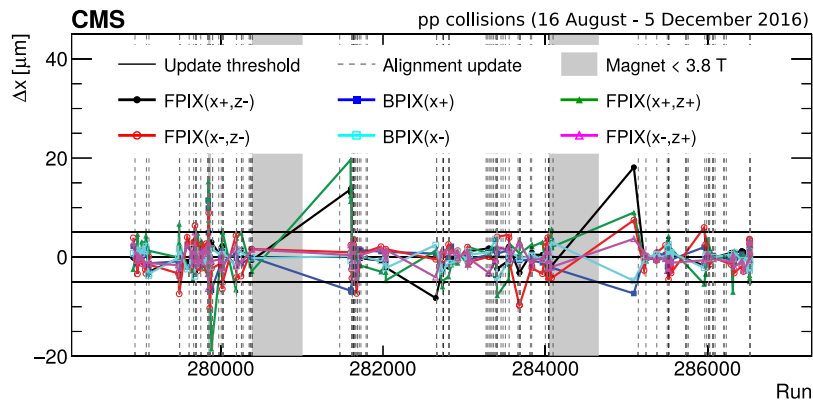 CMS pp collisions (16 August - 5 December 2016)
Δx [μm]
40
Update threshold Alignment update Magnet < 3.8 T
FPIX(x+,z-) BPIX(x+) FPIX(x+,z+)
FPIX(x-,z-) BPIX(x-) FPIX(x-,z+)
20
0
−20
280000 282000 284000 286000
Run